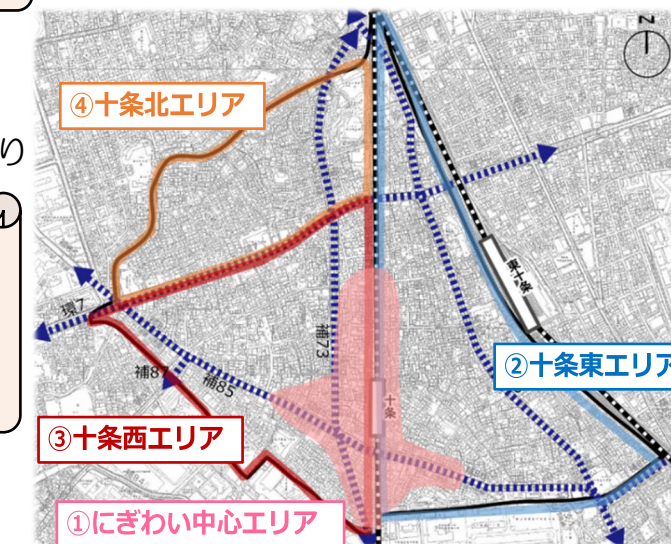 N
④十条北エリア
り
東十条
環7
補73
②十条東エリア
補87
補85
十条
③十条西エリア
①にぎわい中心エリア